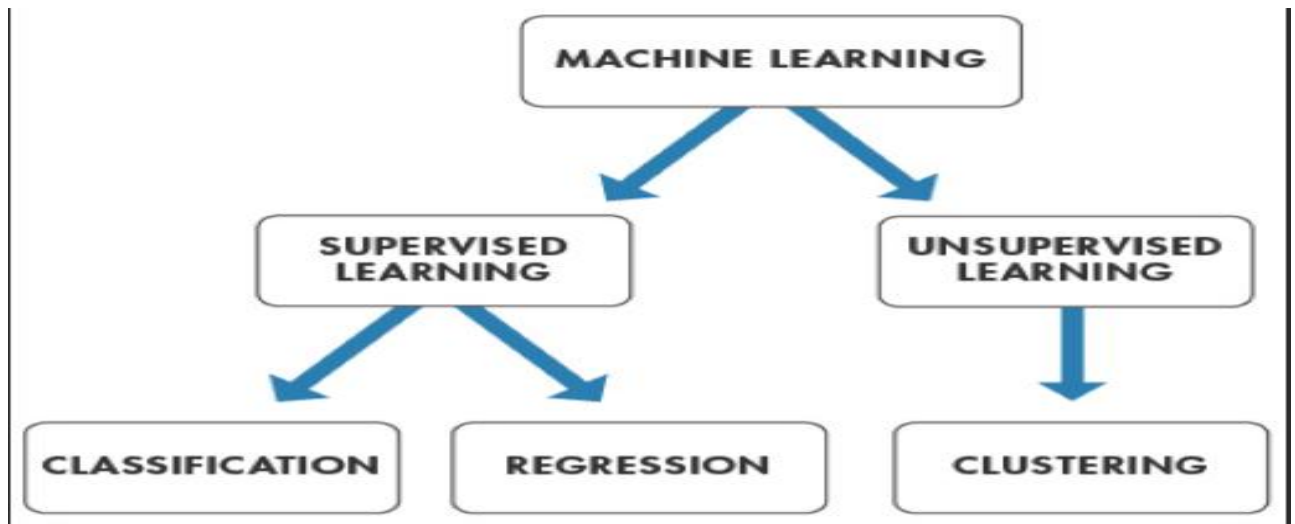 MACHINE LEARNING
SUPERVISED
LEARNING
UNSUPERVISED
LEARNING
CLASSIFICATION
REGRESSION
CLUSTERING